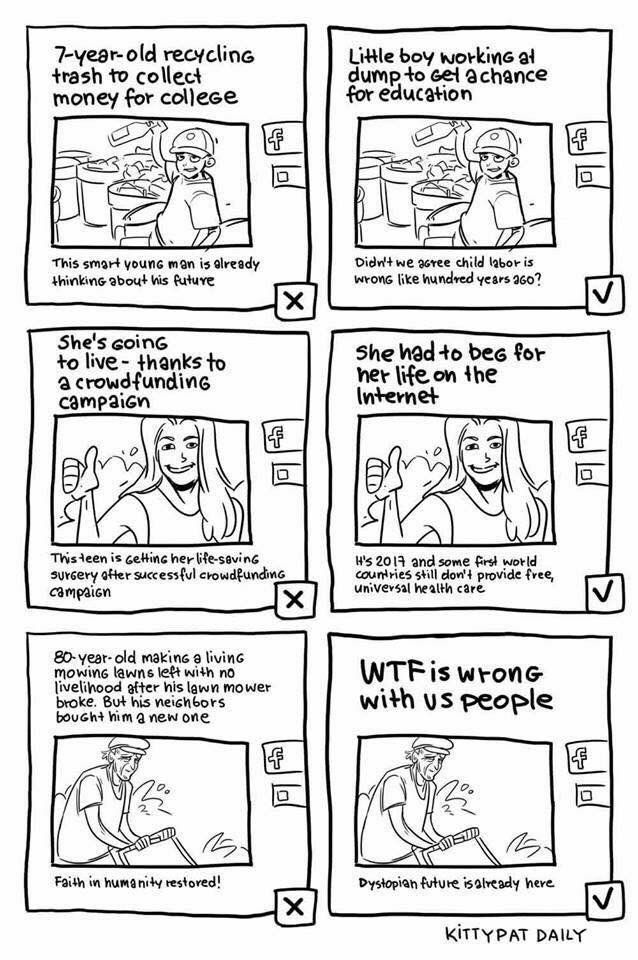 7-year-old recycling
trash to collect
money for college
f
This smart young man is already
thinking about his future
Little boy working at
dump to get a chance
for education
f
Didn't we agree child labor is
wrong like hundred years ago?
She's going
to live - thanks to
a crowdfunding
campaign
f
This teen is getting her life-saving
surgery after successful crowdfunding
campaign
She had to beg for
her life on the
Internet
f
It's 2017 and some first world
countries still don't provide free,
universal health care
80-year-old making a living
mowing lawns left with no
livelihood after his lawn mower
broke. But his neighbors
bought him a new one
f
Faith in humanity restored!
WTF is wrong
with us people
f
Dystopian future is already here
KITTYPAT DAILY